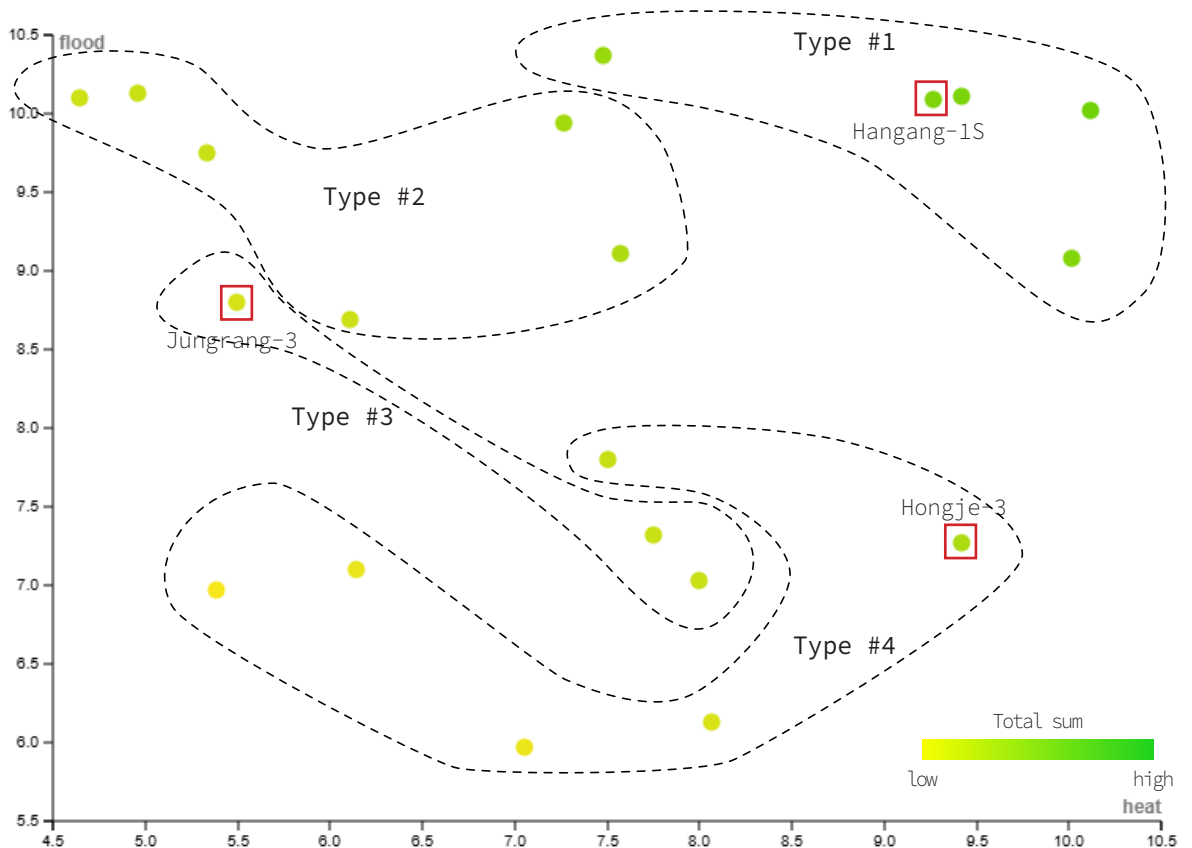 10.5
flood
Type #1
10.0
Hangang-1S
9.5
Type #2
9.0
Jungrang-3
8.5
8.0
Type #3
7.5
Hongje-3
7.0
6.5
Type #4
6.0
Total sum
low high
heat
5.5
4.5 5.0 5.5 6.0 6.5 7.0 7.5 8.0 8.5 9.0 9.5 10.0 10.5